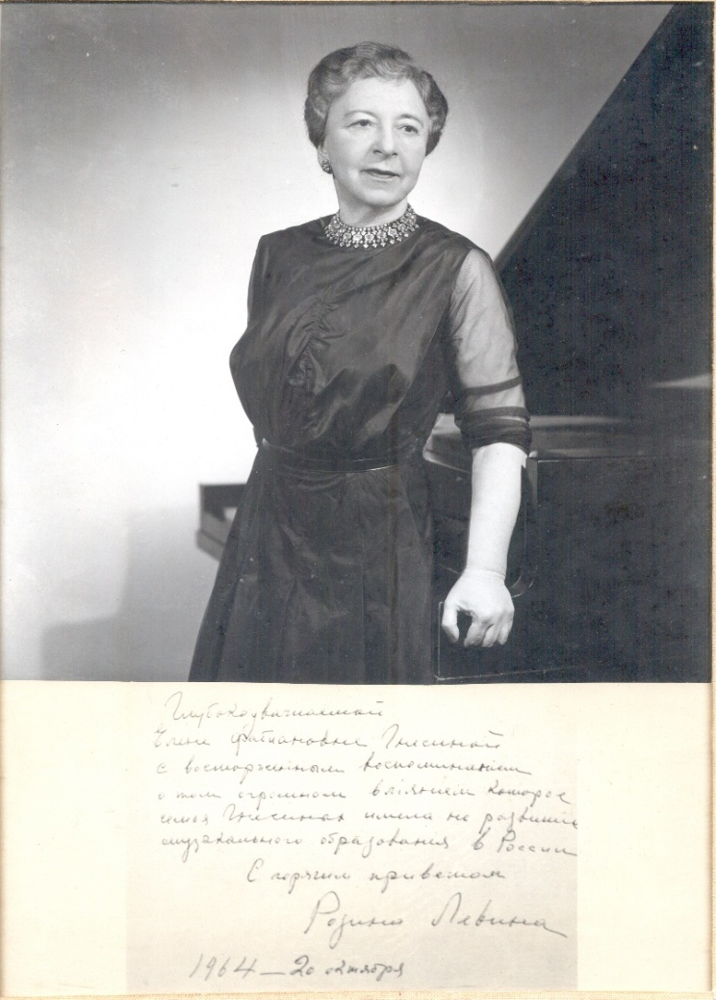 Глубокоуважаемой
Елене Фабиановне Гнесиной
с восторженным воспоминанием
о том огромном влиянием которое
семья Гнесиных имела на развитие
музыкального образования в России
С горячим приветом
Розина Левина
1964 — 20 октября